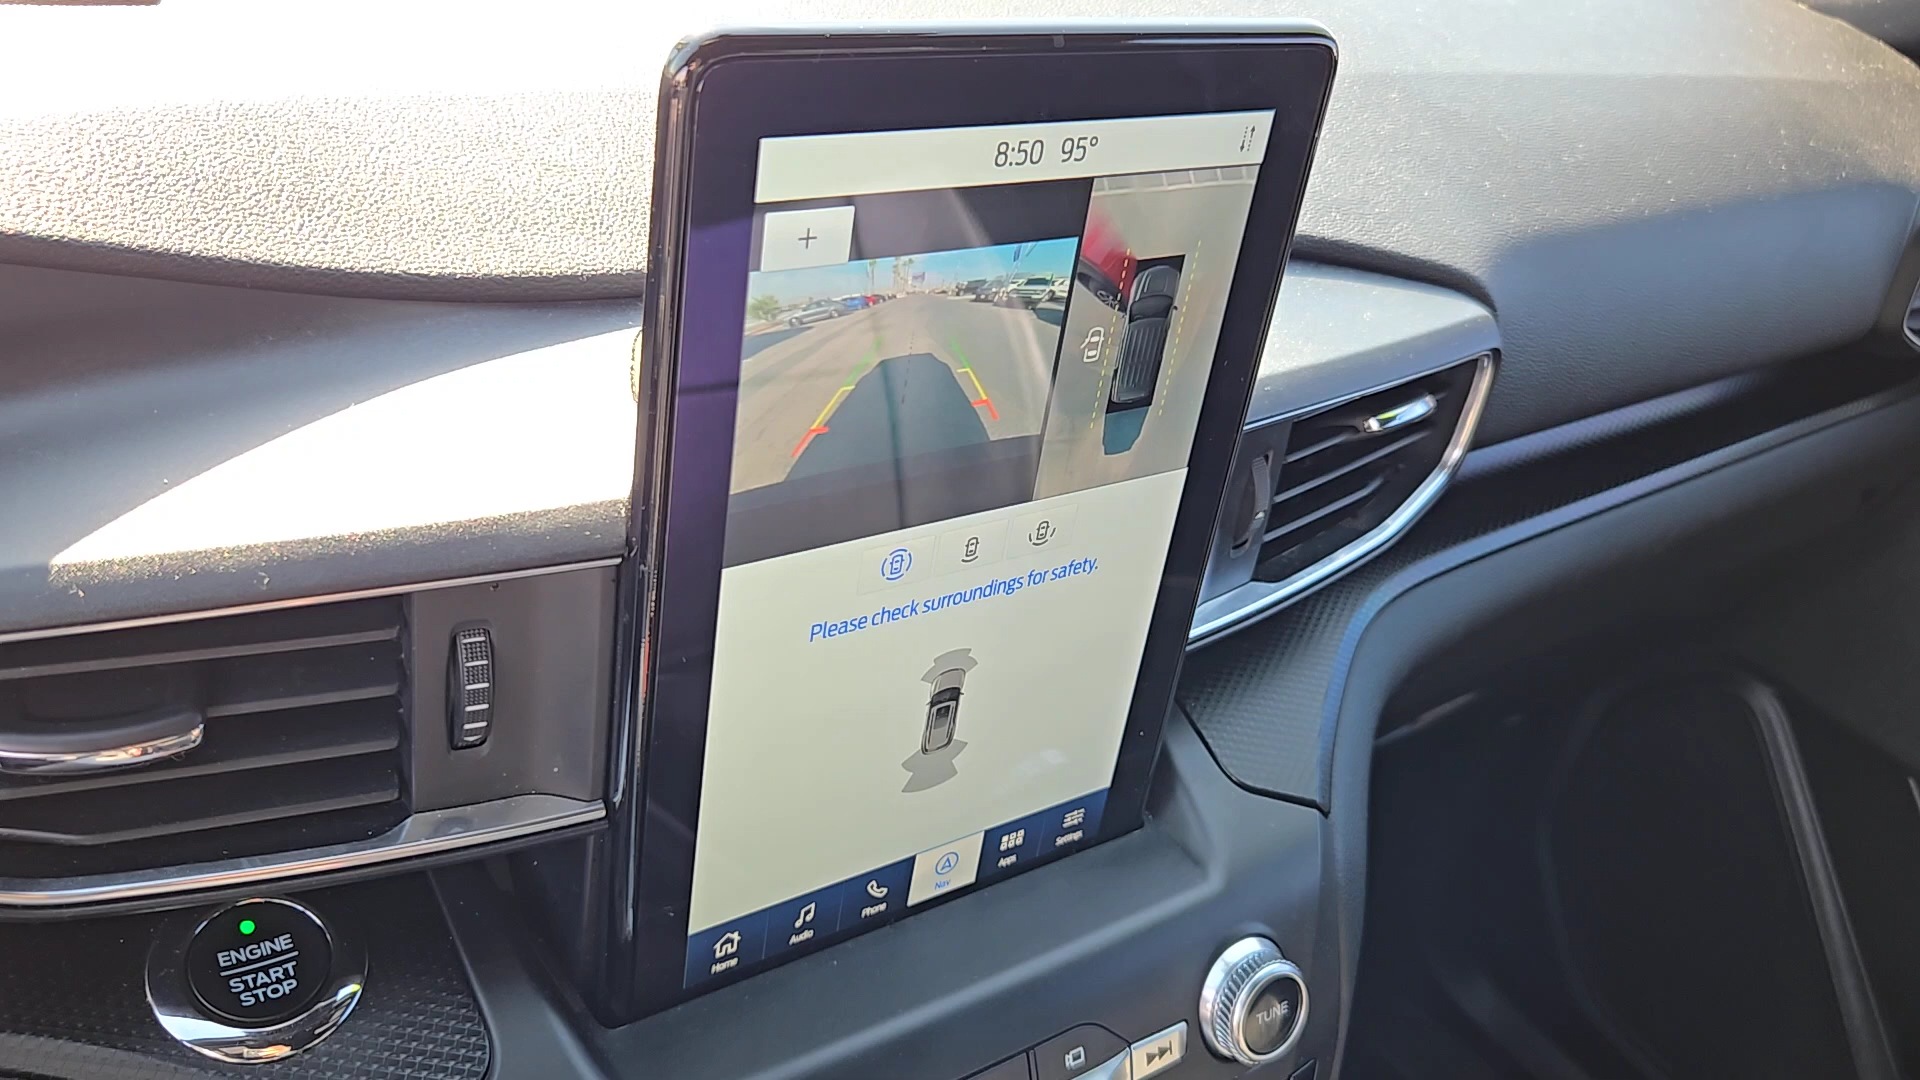 8:50 95°
+
Please check surroundings for safety.
Home
Audio
Phone
Nav
Apps
Settings
ENGINE
START
STOP
TUNE